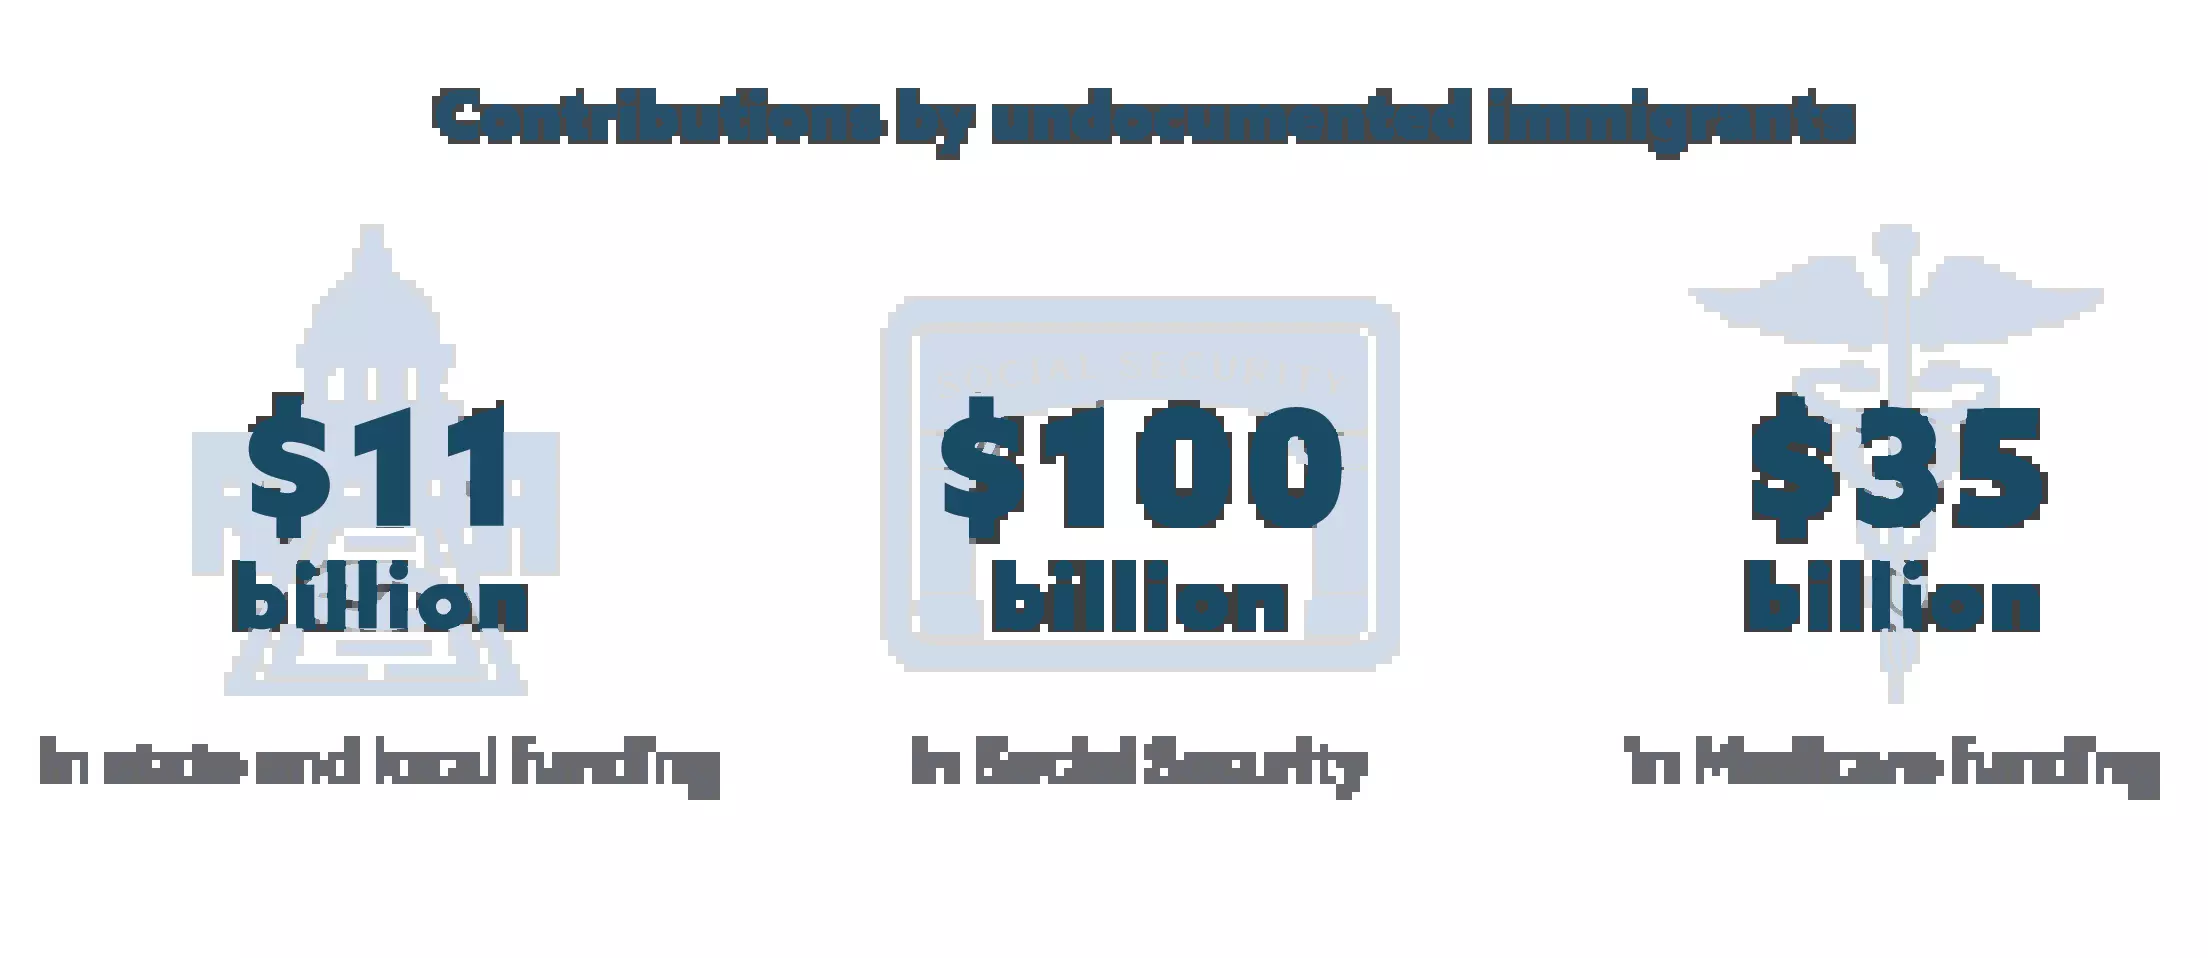 Contributions by undocumented immigrants
SOCIAL SECURITY
$11
billion
$100
billion
$35
billion
In state and local funding
In Social Security
In Medicare funding